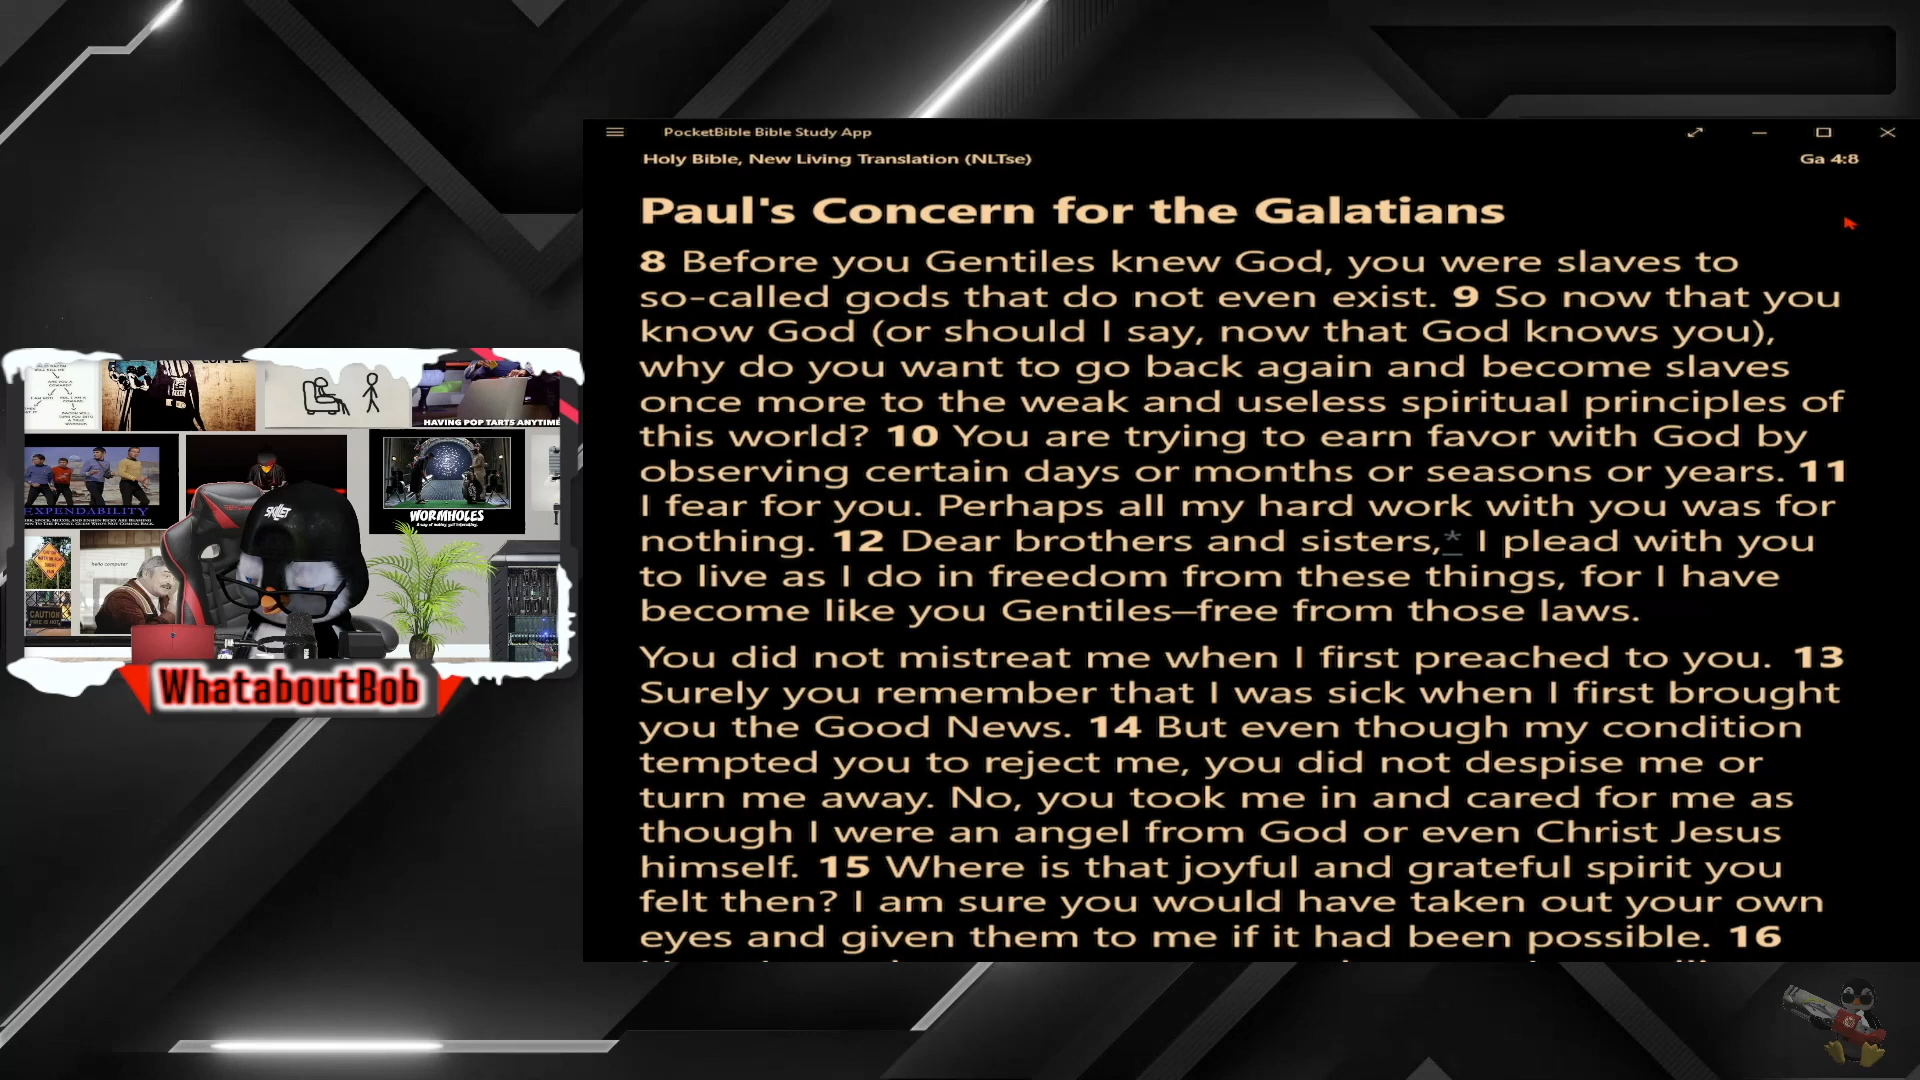 PocketBible Bible Study App
Holy Bible, New Living Translation (NLTse)
Ga 4:8
Paul's Concern for the Galatians
8 Before you Gentiles knew God, you were slaves to
so-called gods that do not even exist. 9 So now that you
know God (or should I say, now that God knows you),
why do you want to go back again and become slaves
once more to the weak and useless spiritual principles of
this world? 10 You are trying to earn favor with God by
observing certain days or months or seasons or years. 11
I fear for you. Perhaps all my hard work with you was for
nothing. 12 Dear brothers and sisters,* I plead with you
to live as I do in freedom from these things, for I have
become like you Gentiles—free from those laws.
You did not mistreat me when I first preached to you. 13
Surely you remember that I was sick when I first brought
you the Good News. 14 But even though my condition
tempted you to reject me, you did not despise me or
turn me away. No, you took me in and cared for me as
though I were an angel from God or even Christ Jesus
himself. 15 Where is that joyful and grateful spirit you
felt then? I am sure you would have taken out your own
eyes and given them to me if it had been possible. 16
HAVING POP TARTS ANYTIME
EXPENDABILITY
WORMHOLES
hello computer
CAUTION
WhataboutBob